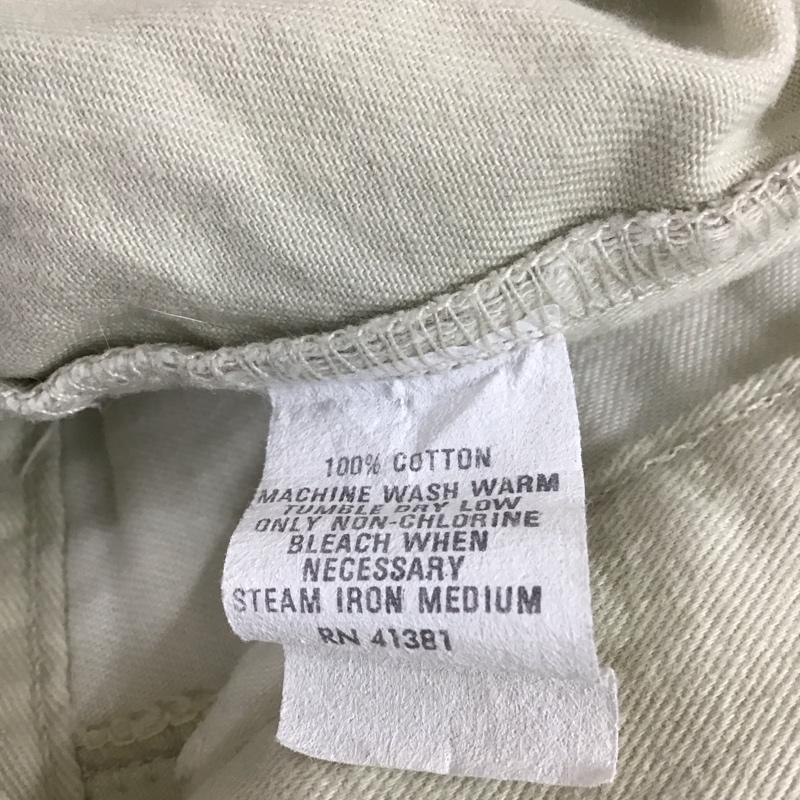 100% COTTON
MACHINE WASH WARM
TUMBLE DRY LOW
ONLY NON-CHLORINE
BLEACH WHEN
NECESSARY
STEAM IRON MEDIUM
RN 41381